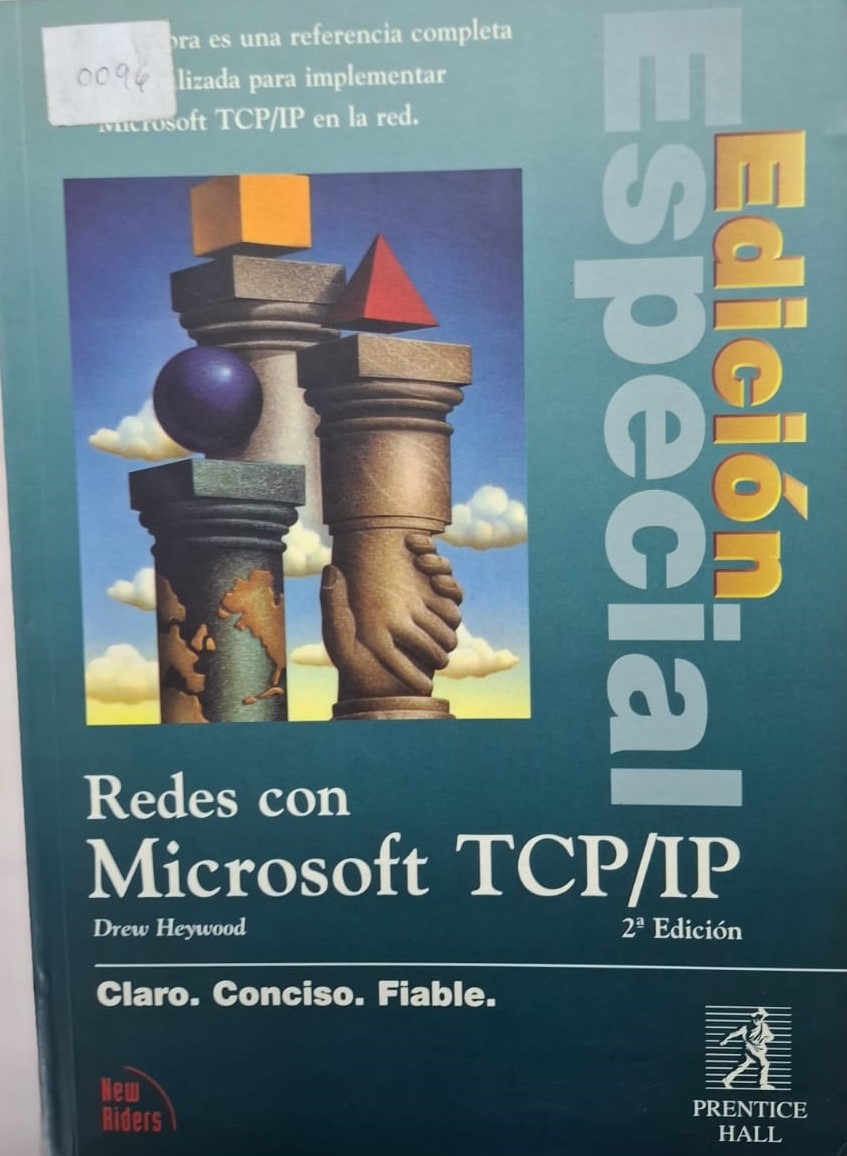 0096
ra es una referencia completa
lizada para implementar
Microsoft TCP/IP en la red.
Edición
Especial
Redes con
Microsoft TCP/IP
Drew Heywood
2ª Edición
Claro. Conciso. Fiable.
New
Riders
PRENTICE
HALL